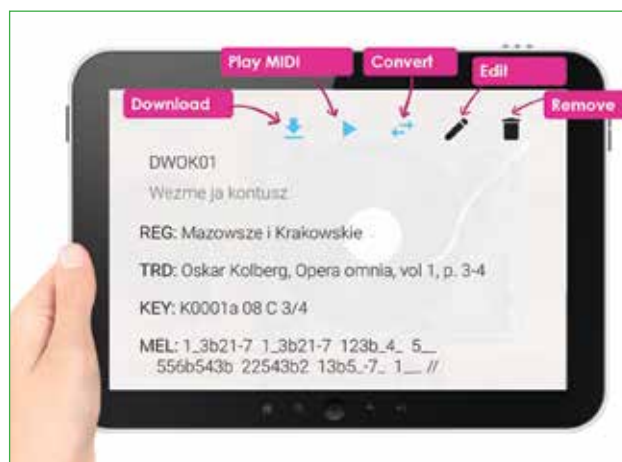 Play MIDI
Convert
Edit
Download
Remove
DWOK01
Wezme ja kontusz
REG: Mazowsze i Krakowskie
TRD: Oskar Kolberg, Opera omnia, vol 1, p. 3-4
KEY: K0001a 08 C 3/4
MEL: 1_3b21-7 1_3b21-7 123b_4_ 5__
556b543b 22543b2 13b5_-7_ 1__ //